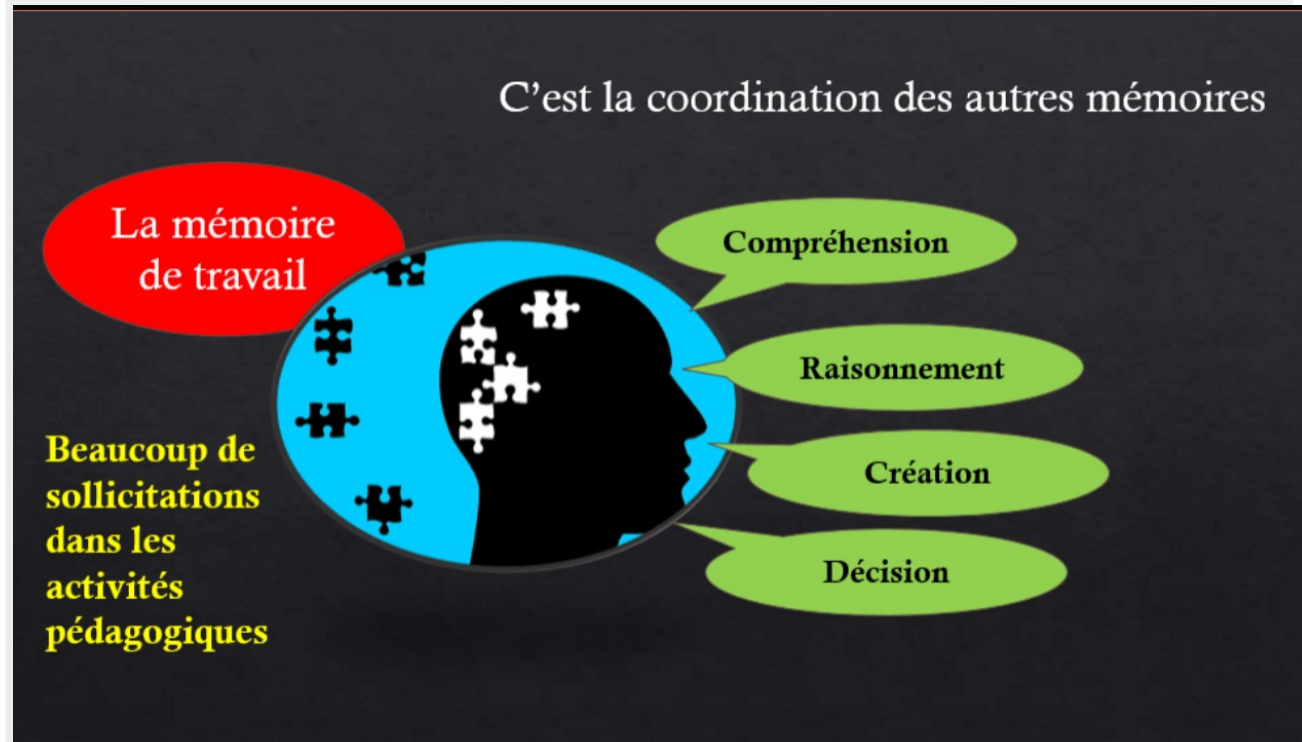 C’est la coordination des autres mémoires
La mémoire
de travail
Compréhension
Raisonnement
Création
Décision
Beaucoup de
sollicitations
dans les
activités
pédagogiques